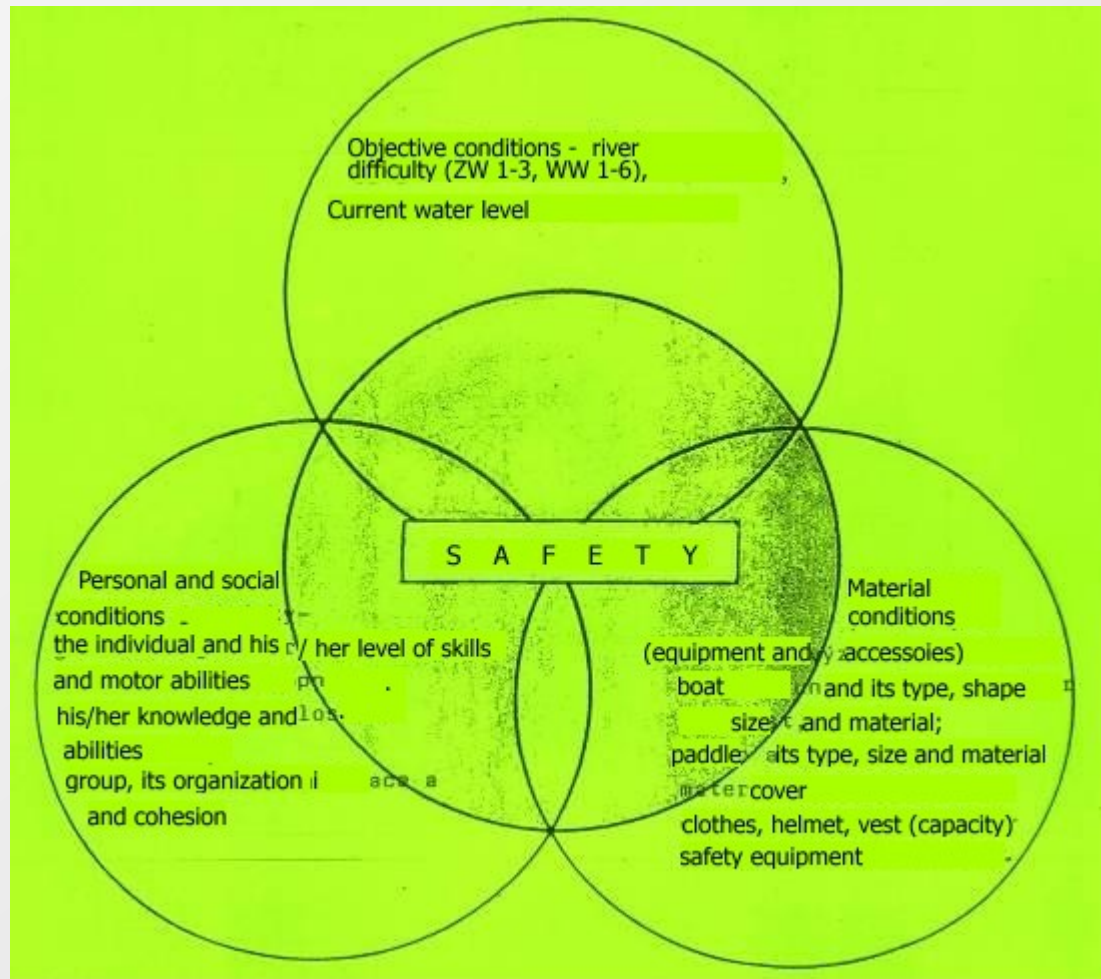 Objective conditions - river
difficulty (ZW 1-3, WW 1-6), ,
Current water level
S A F E T Y
Personal and social
conditions -
the individual and his / her level of skills
and motor abilities
his/her knowledge and
abilities
group, its organization
and cohesion
Material
conditions
(equipment and accessoies)
boat and its type, shape
size, and material;
paddle, its type, size and material
cover
clothes, helmet, vest (capacity)
safety equipment